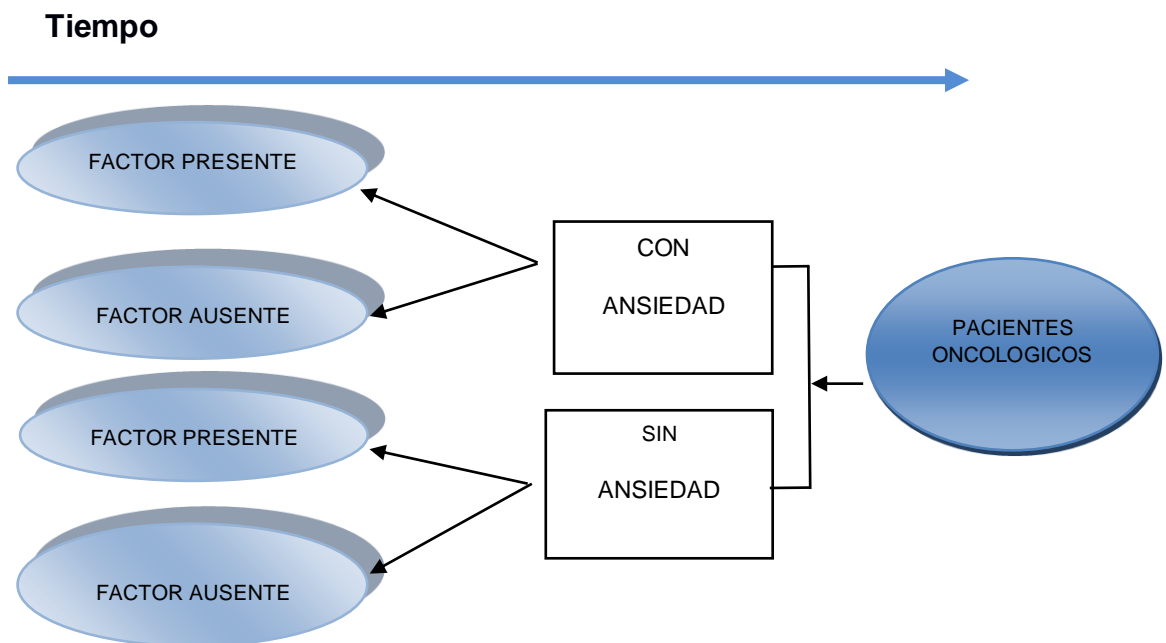 Tiempo
FACTOR PRESENTE
FACTOR AUSENTE
FACTOR PRESENTE
FACTOR AUSENTE
CON
ANSIEDAD
SIN
ANSIEDAD
PACIENTES
ONCOLOGICOS